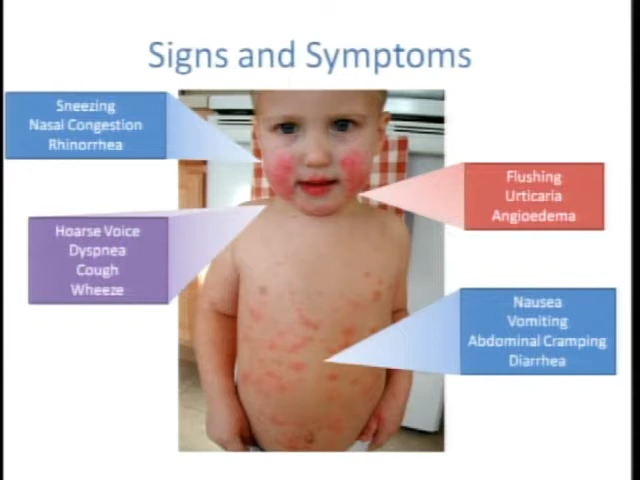 Signs and Symptoms
Sneezing
Nasal Congestion
Rhinorrhea
Flushing
Urticaria
Angioedema
Hoarse Voice
Dyspnea
Cough
Wheeze
Nausea
Vomiting
Abdominal Cramping
Diarrhea